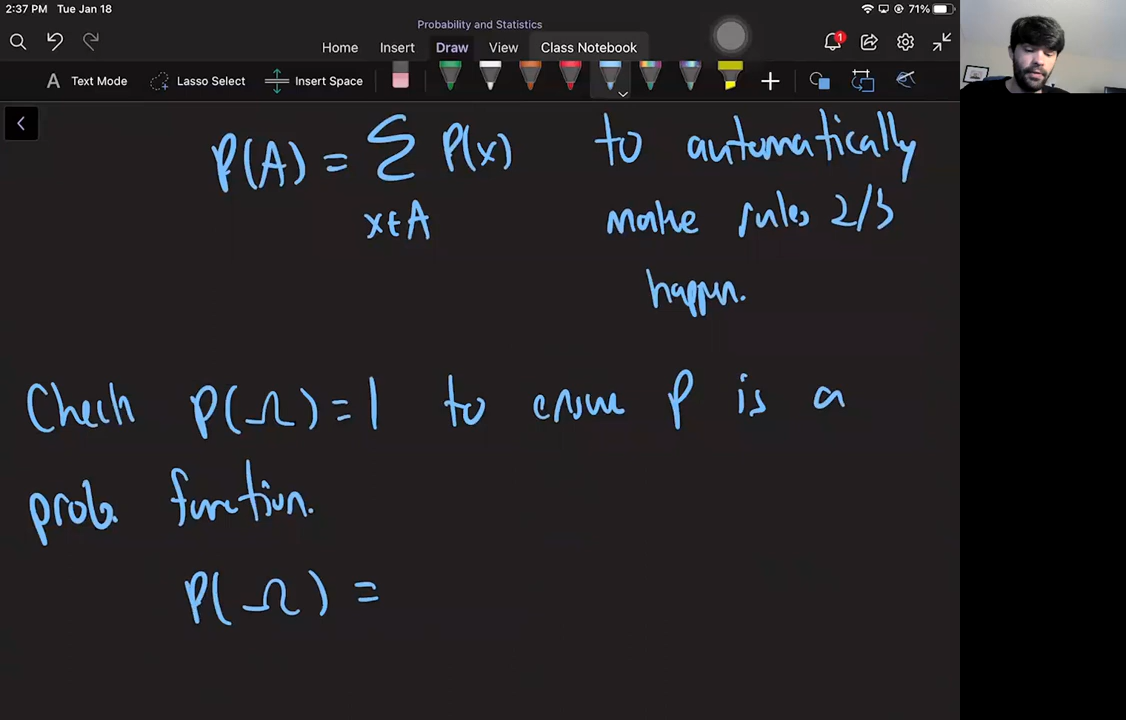 2:37 PM Tue Jan 18
71%
Probability and Statistics
Home Insert Draw View Class Notebook
1
Text Mode Lasso Select Insert Space
P(A) = Σ P(x) to automatically
x∈A make rules 2/3
happen.
Check P(Ω) = 1 to ensure P is a
prob. function.
P(Ω) =